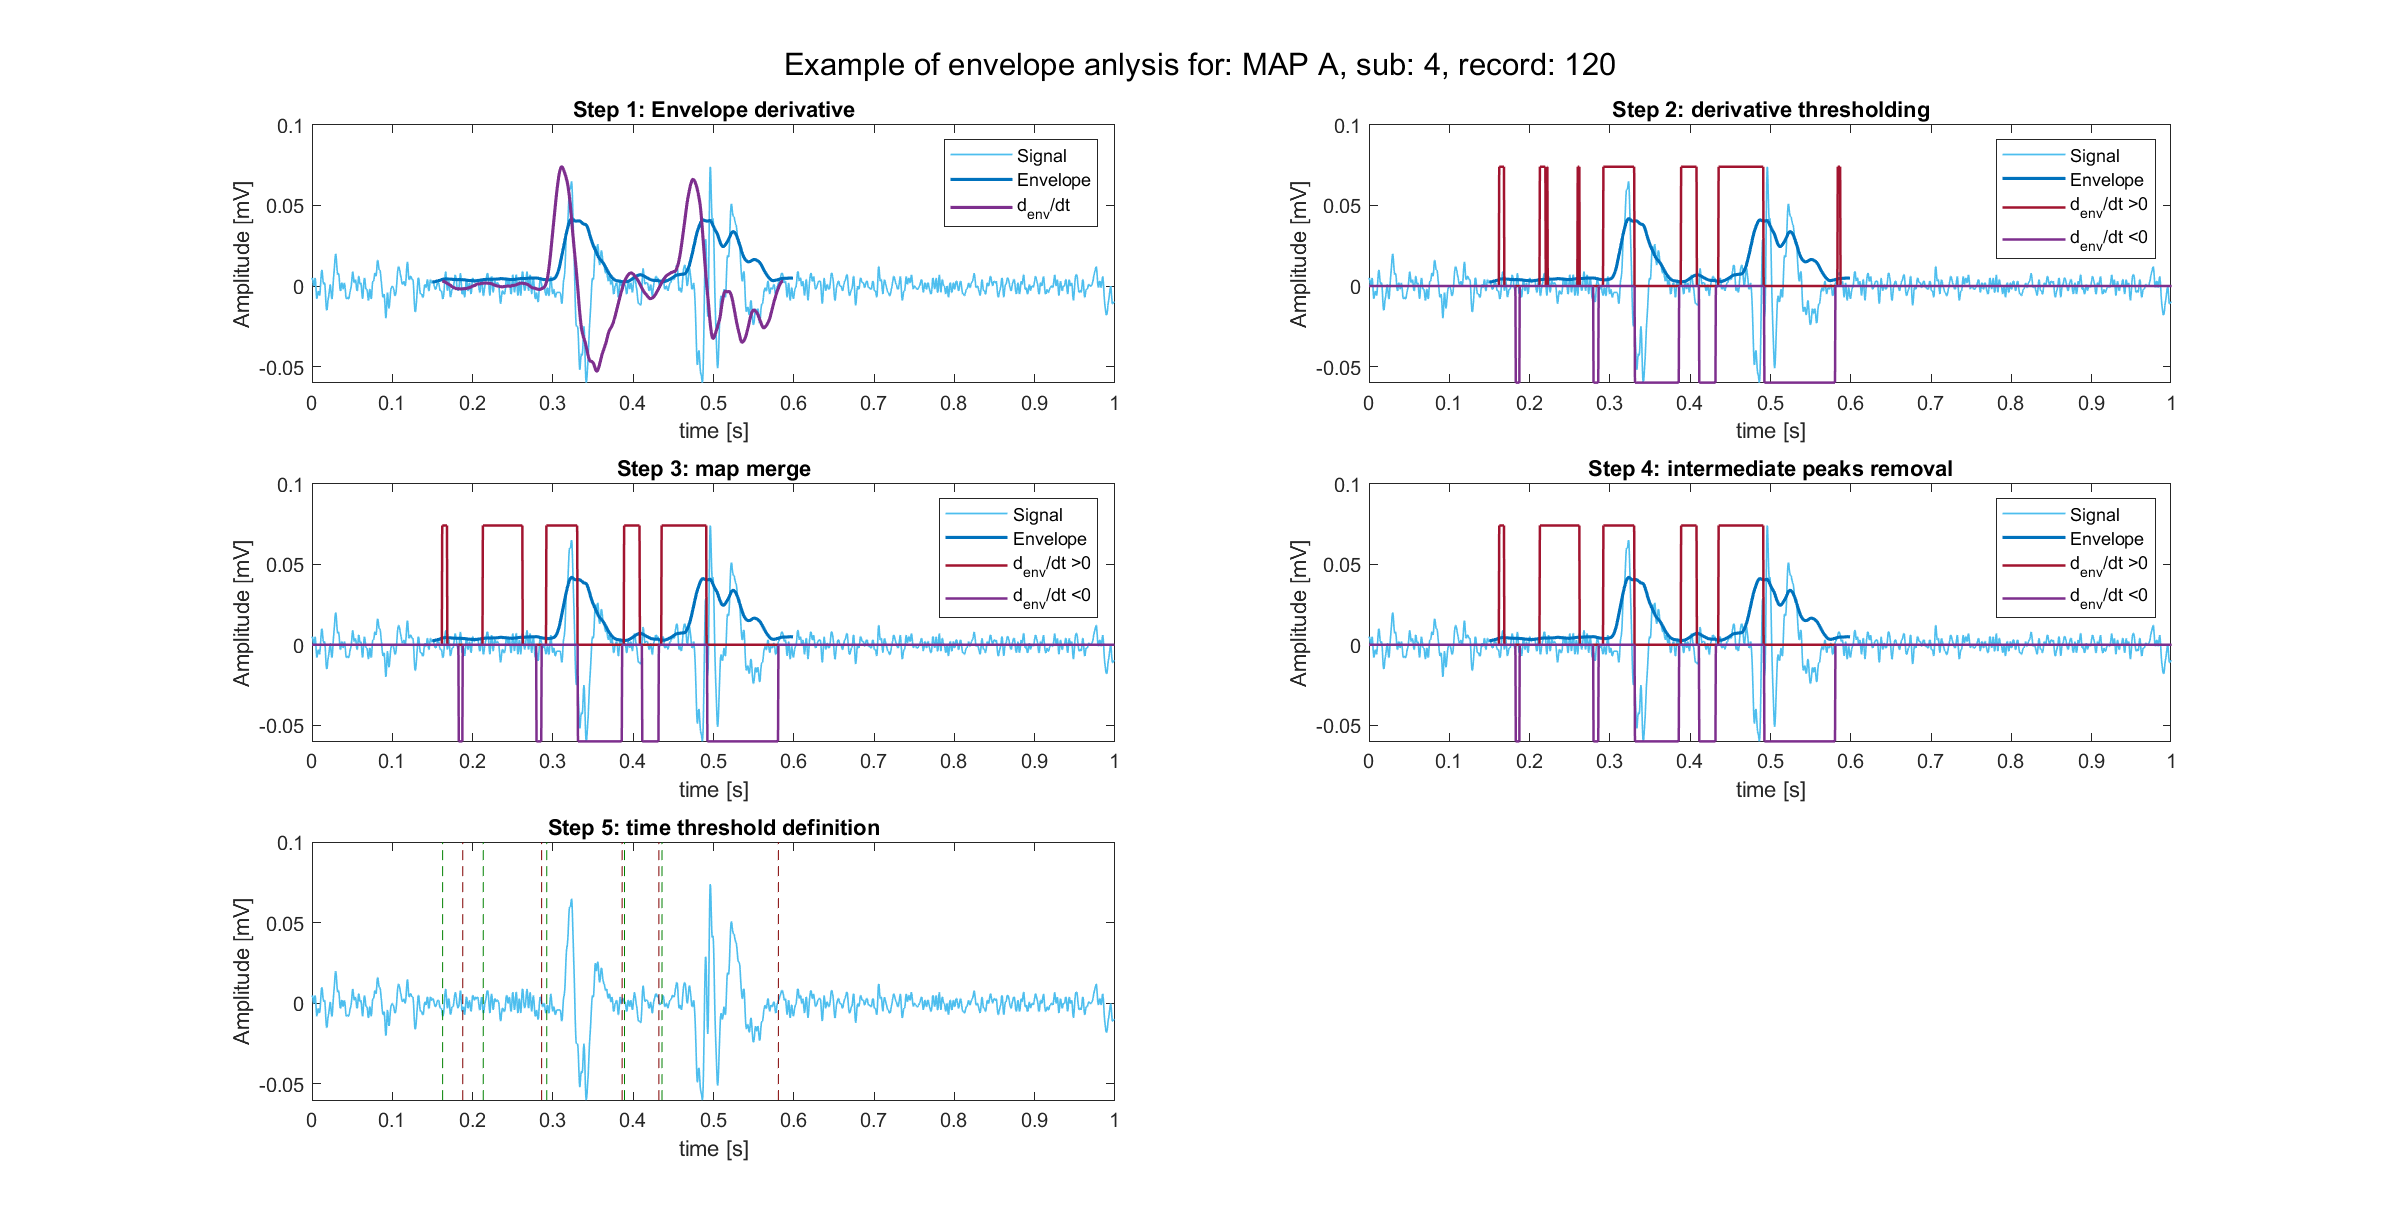 Example of envelope anlysis for: MAP A, sub: 4, record: 120
Step 1: Envelope derivative
0.1
0.05
0
-0.05
Amplitude [mV]
Signal
Envelope
d_env/dt
0 0.1 0.2 0.3 0.4 0.5 0.6 0.7 0.8 0.9 1
time [s]
Step 2: derivative thresholding
0.1
0.05
0
-0.05
Amplitude [mV]
Signal
Envelope
d_env/dt >0
d_env/dt <0
0 0.1 0.2 0.3 0.4 0.5 0.6 0.7 0.8 0.9 1
time [s]
Step 3: map merge
0.1
0.05
0
-0.05
Amplitude [mV]
Signal
Envelope
d_env/dt >0
d_env/dt <0
0 0.1 0.2 0.3 0.4 0.5 0.6 0.7 0.8 0.9 1
time [s]
Step 4: intermediate peaks removal
0.1
0.05
0
-0.05
Amplitude [mV]
Signal
Envelope
d_env/dt >0
d_env/dt <0
0 0.1 0.2 0.3 0.4 0.5 0.6 0.7 0.8 0.9 1
time [s]
Step 5: time threshold definition
0.1
0.05
0
-0.05
Amplitude [mV]
0 0.1 0.2 0.3 0.4 0.5 0.6 0.7 0.8 0.9 1
time [s]